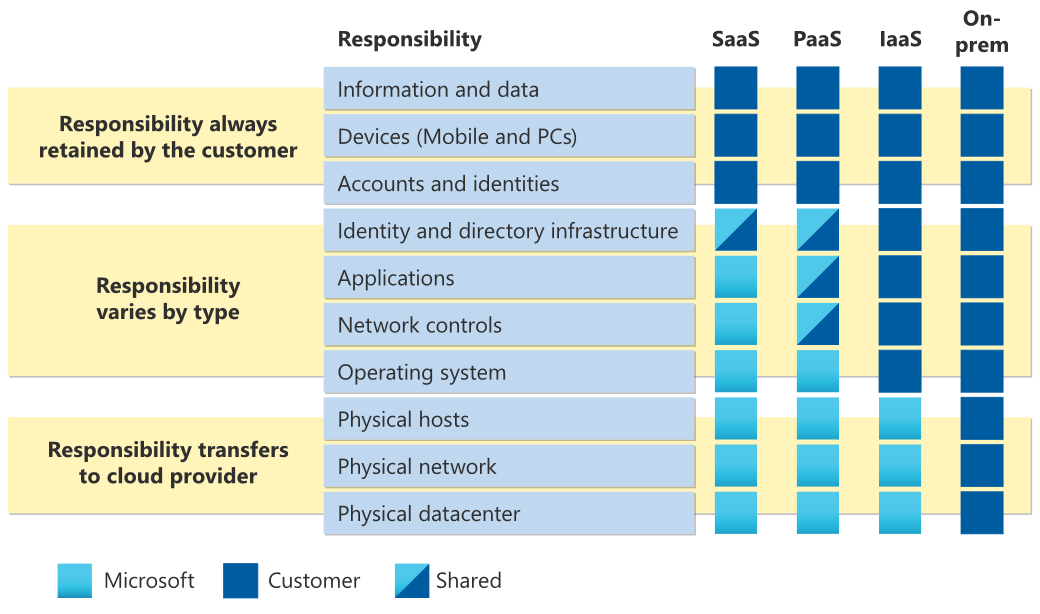 Responsibility SaaS PaaS IaaS On-
prem
Information and data
Responsibility always
retained by the customer
Devices (Mobile and PCs)
Accounts and identities
Identity and directory infrastructure
Responsibility
varies by type
Applications
Network controls
Operating system
Physical hosts
Responsibility transfers
to cloud provider
Physical network
Physical datacenter
Microsoft Customer Shared